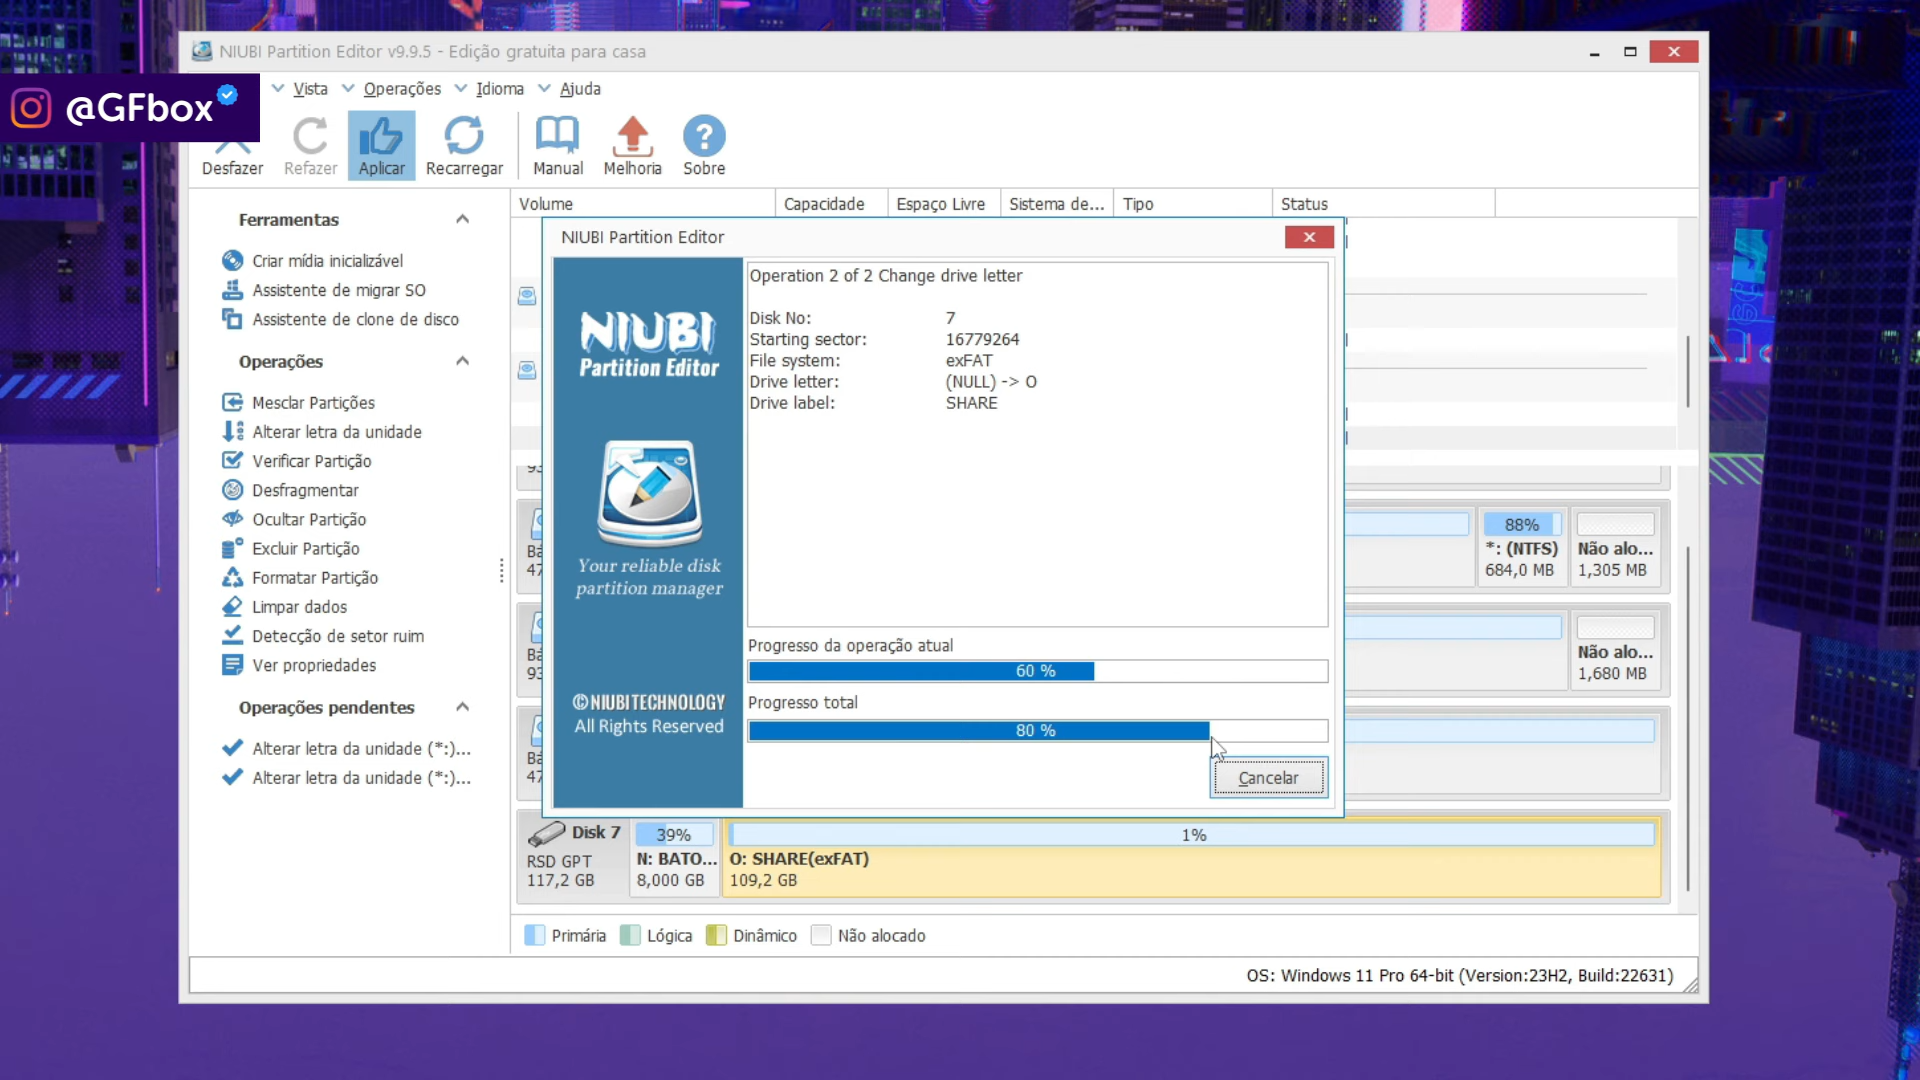 NIUBI Partition Editor v9.9.5 - Edição gratuita para casa
@GFbox
Vista
Operações
Idioma
Ajuda
Desfazer
Refazer
Aplicar
Recarregar
Manual
Melhoria
Sobre
Ferramentas
Criar mídia inicializável
Assistente de migrar SO
Assistente de clone de disco
Operações
Mesclar Partições
Alterar letra da unidade
Verificar Partição
Desfragmentar
Ocultar Partição
Excluir Partição
Formatar Partição
Limpar dados
Detecção de setor ruim
Ver propriedades
Operações pendentes
Alterar letra da unidade (*:)...
Alterar letra da unidade (*:)...
Volume
Capacidade
Espaço Livre
Sistema de...
Tipo
Status
NIUBI Partition Editor
NIUBI
Partition Editor
Your reliable disk
partition manager
© NIUBI TECHNOLOGY
All Rights Reserved
Operation 2 of 2 Change drive letter
Disk No: 7
Starting sector: 16779264
File system: exFAT
Drive letter: (NULL) -> O
Drive label: SHARE
Progresso da operação atual
60 %
Progresso total
80 %
Cancelar
Bá
47
88%
*: (NTFS)
684,0 MB
Não alo...
1,305 MB
Bá
93
Não alo...
1,680 MB
Bá
47
Disk 7
RSD GPT
117,2 GB
39%
N: BATO...
8,000 GB
1%
O: SHARE(exFAT)
109,2 GB
Primária
Lógica
Dinâmico
Não alocado
OS: Windows 11 Pro 64-bit (Version:23H2, Build:22631)